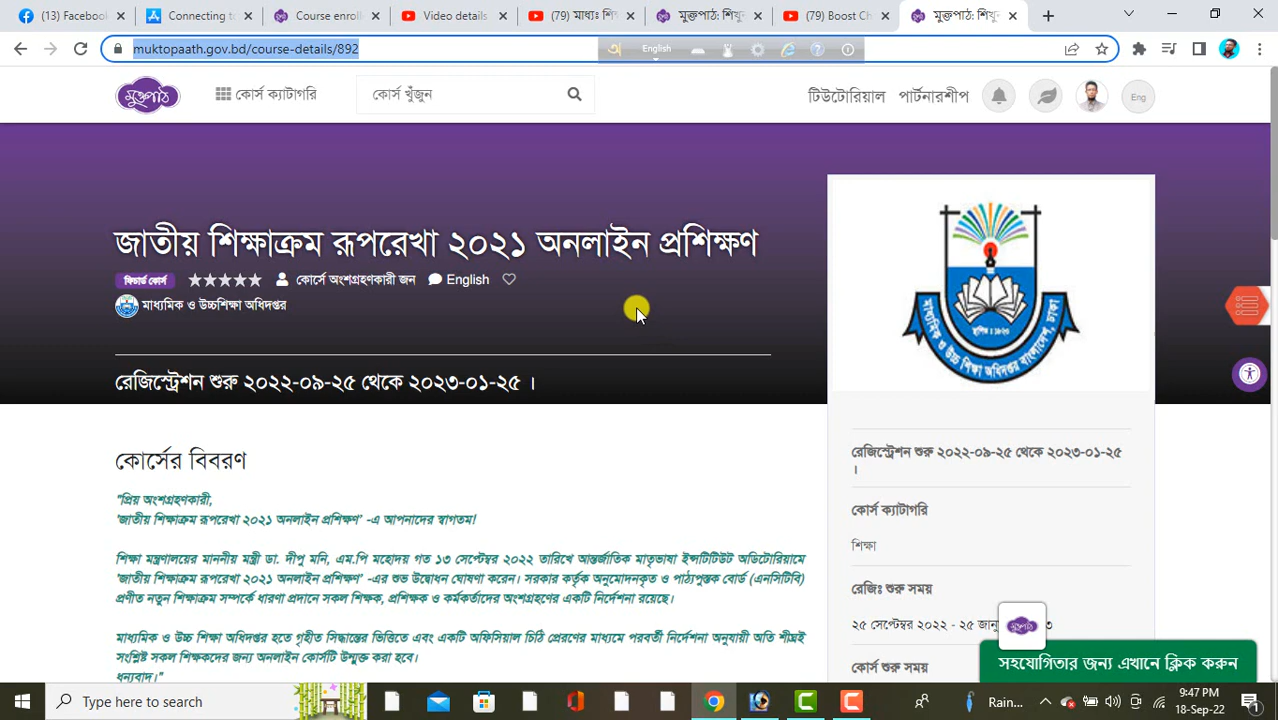 (13) Facebook
Connecting to
Course enroll
Video details
(79) মাধ্যঃ শিক্ষ
মুক্তপাঠ: শিখুন
(79) Boost Ch
মুক্তপাঠ: শিখুন
muktopaath.gov.bd/course-details/892
English
মুক্তপাঠ
কোর্স ক্যাটাগরি
কোর্স খুঁজুন
টিউটোরিয়াল
পার্টনারশীপ
Eng
জাতীয় শিক্ষাক্রম রূপরেখা ২০২১ অনলাইন প্রশিক্ষণ
ফিচার্ড কোর্স
কোর্সে অংশগ্রহণকারী জন
English
মাধ্যমিক ও উচ্চশিক্ষা অধিদপ্তর
রেজিস্ট্রেশন শুরু ২০২২-০৯-২৫ থেকে ২০২৩-০১-২৫ ।
মাধ্যমিক ও উচ্চ শিক্ষা অধিদপ্তর বাংলাদেশ, ঢাকা
কোর্সের বিবরণ
"প্রিয় অংশগ্রহণকারী,
'জাতীয় শিক্ষাক্রম রূপরেখা ২০২১ অনলাইন প্রশিক্ষণ' -এ আপনাদের স্বাগতম!
শিক্ষা মন্ত্রণালয়ের মাননীয় মন্ত্রী ডা. দীপু মনি, এম.পি মহোদয় গত ১৩ সেপ্টেম্বর ২০২২ তারিখে আন্তর্জাতিক মাতৃভাষা ইন্সটিটিউট অডিটোরিয়ামে
'জাতীয় শিক্ষাক্রম রূপরেখা ২০২১ অনলাইন প্রশিক্ষণ' -এর শুভ উদ্বোধন ঘোষণা করেন। সরকার কর্তৃক অনুমোদনকৃত ও পাঠ্যপুস্তক বোর্ড (এনসিটিবি)
প্রণীত নতুন শিক্ষাক্রম সম্পর্কে ধারণা প্রদানে সকল শিক্ষক, প্রশিক্ষক ও কর্মকর্তাদের অংশগ্রহণের একটি নির্দেশনা রয়েছে।
মাধ্যমিক ও উচ্চ শিক্ষা অধিদপ্তর হতে গৃহীত সিদ্ধান্তের ভিত্তিতে এবং একটি অফিসিয়াল চিঠি প্রেরণের মাধ্যমে পরবর্তী নির্দেশনা অনুযায়ী অতি শীঘ্রই
সংশ্লিষ্ট সকল শিক্ষকদের জন্য অনলাইন কোর্সটি উন্মুক্ত করা হবে।
ধন্যবাদ।"
রেজিস্ট্রেশন শুরু ২০২২-০৯-২৫ থেকে ২০২৩-০১-২৫
।
কোর্স ক্যাটাগরি
শিক্ষা
রেজিঃ শুরু সময়
২৫ সেপ্টেম্বর ২০২২ - ২৫ জানু
৩
মুক্তপাঠ
কোর্স শুরু সময়
সহযোগিতার জন্য এখানে ক্লিক করুন
Type here to search
Rain...
9:47 PM
18-Sep-22